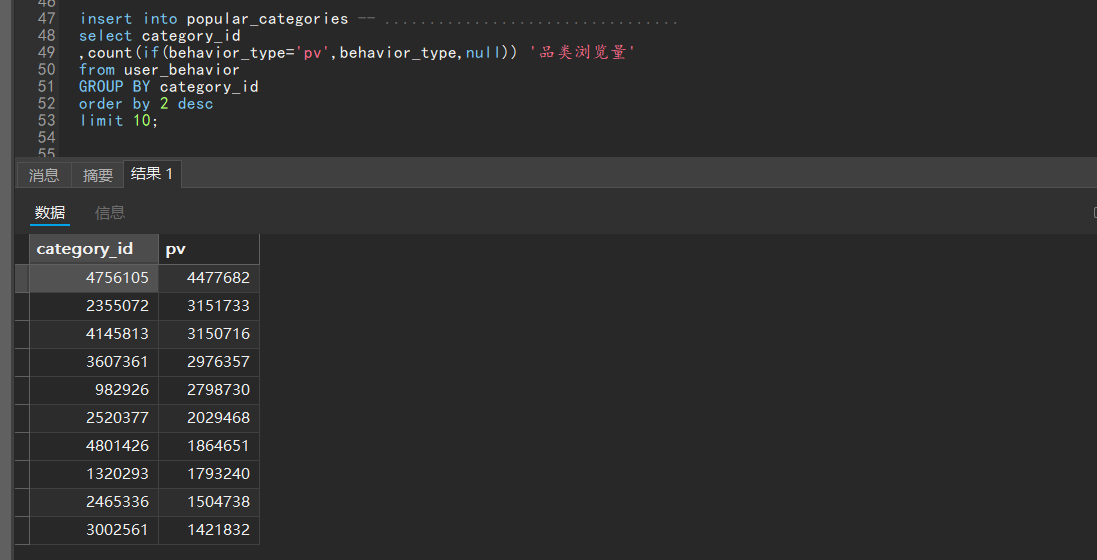 46
47 insert into popular_categories -- ................................
48 select category_id
49 ,count(if(behavior_type='pv',behavior_type,null)) '品类浏览量'
50 from user_behavior
51 GROUP BY category_id
52 order by 2 desc
53 limit 10;
54
55
消息 摘要 结果 1
数据 信息
category_id pv
4756105 4477682
2355072 3151733
4145813 3150716
3607361 2976357
982926 2798730
2520377 2029468
4801426 1864651
1320293 1793240
2465336 1504738
3002561 1421832